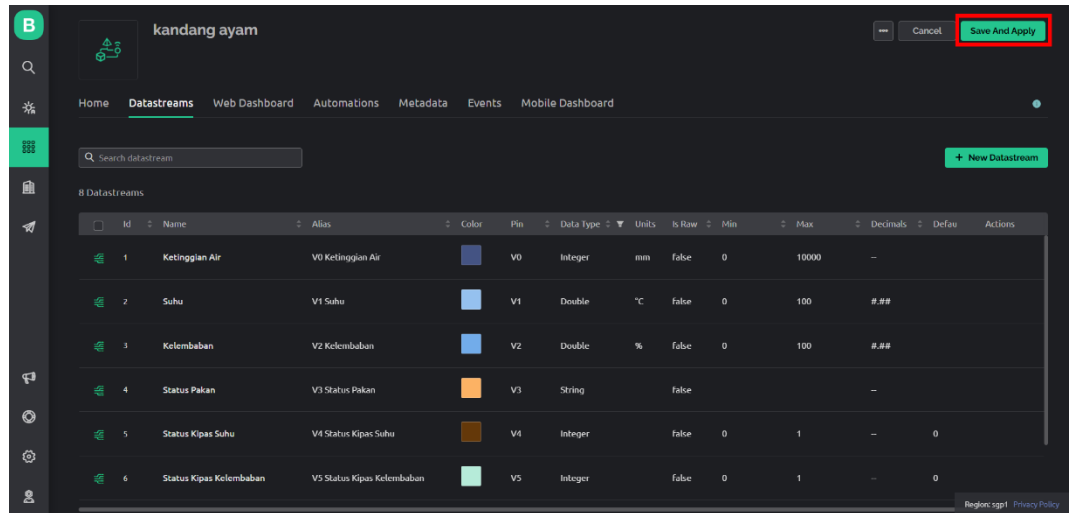 B
kandang ayam
Cancel
Save And Apply
Home Datastreams Web Dashboard Automations Metadata Events Mobile Dashboard
Search datastream
+ New Datastream
8 Datastreams
Id Name Alias Color Pin Data Type Units Is Raw Min Max Decimals Defau Actions
1 Ketinggian Air V0 Ketinggian Air V0 Integer mm false 0 10000 –
2 Suhu V1 Suhu V1 Double °C false 0 100 #.##
3 Kelembaban V2 Kelembaban V2 Double % false 0 100 #.##
4 Status Pakan V3 Status Pakan V3 String false –
5 Status Kipas Suhu V4 Status Kipas Suhu V4 Integer false 0 1 – 0
6 Status Kipas Kelembaban V5 Status Kipas Kelembaban V5 Integer false 0 1 – 0
Region: sgp1 Privacy Policy